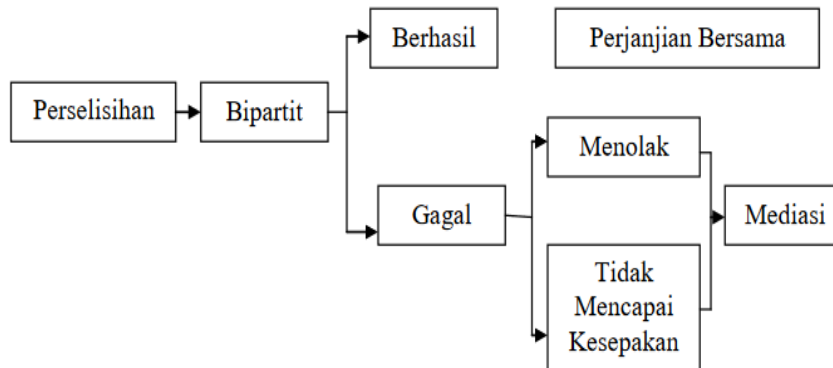 Berhasil
Perjanjian Bersama
Perselisihan
Bipartit
Menolak
Gagal
Mediasi
Tidak
Mencapai
Kesepakan